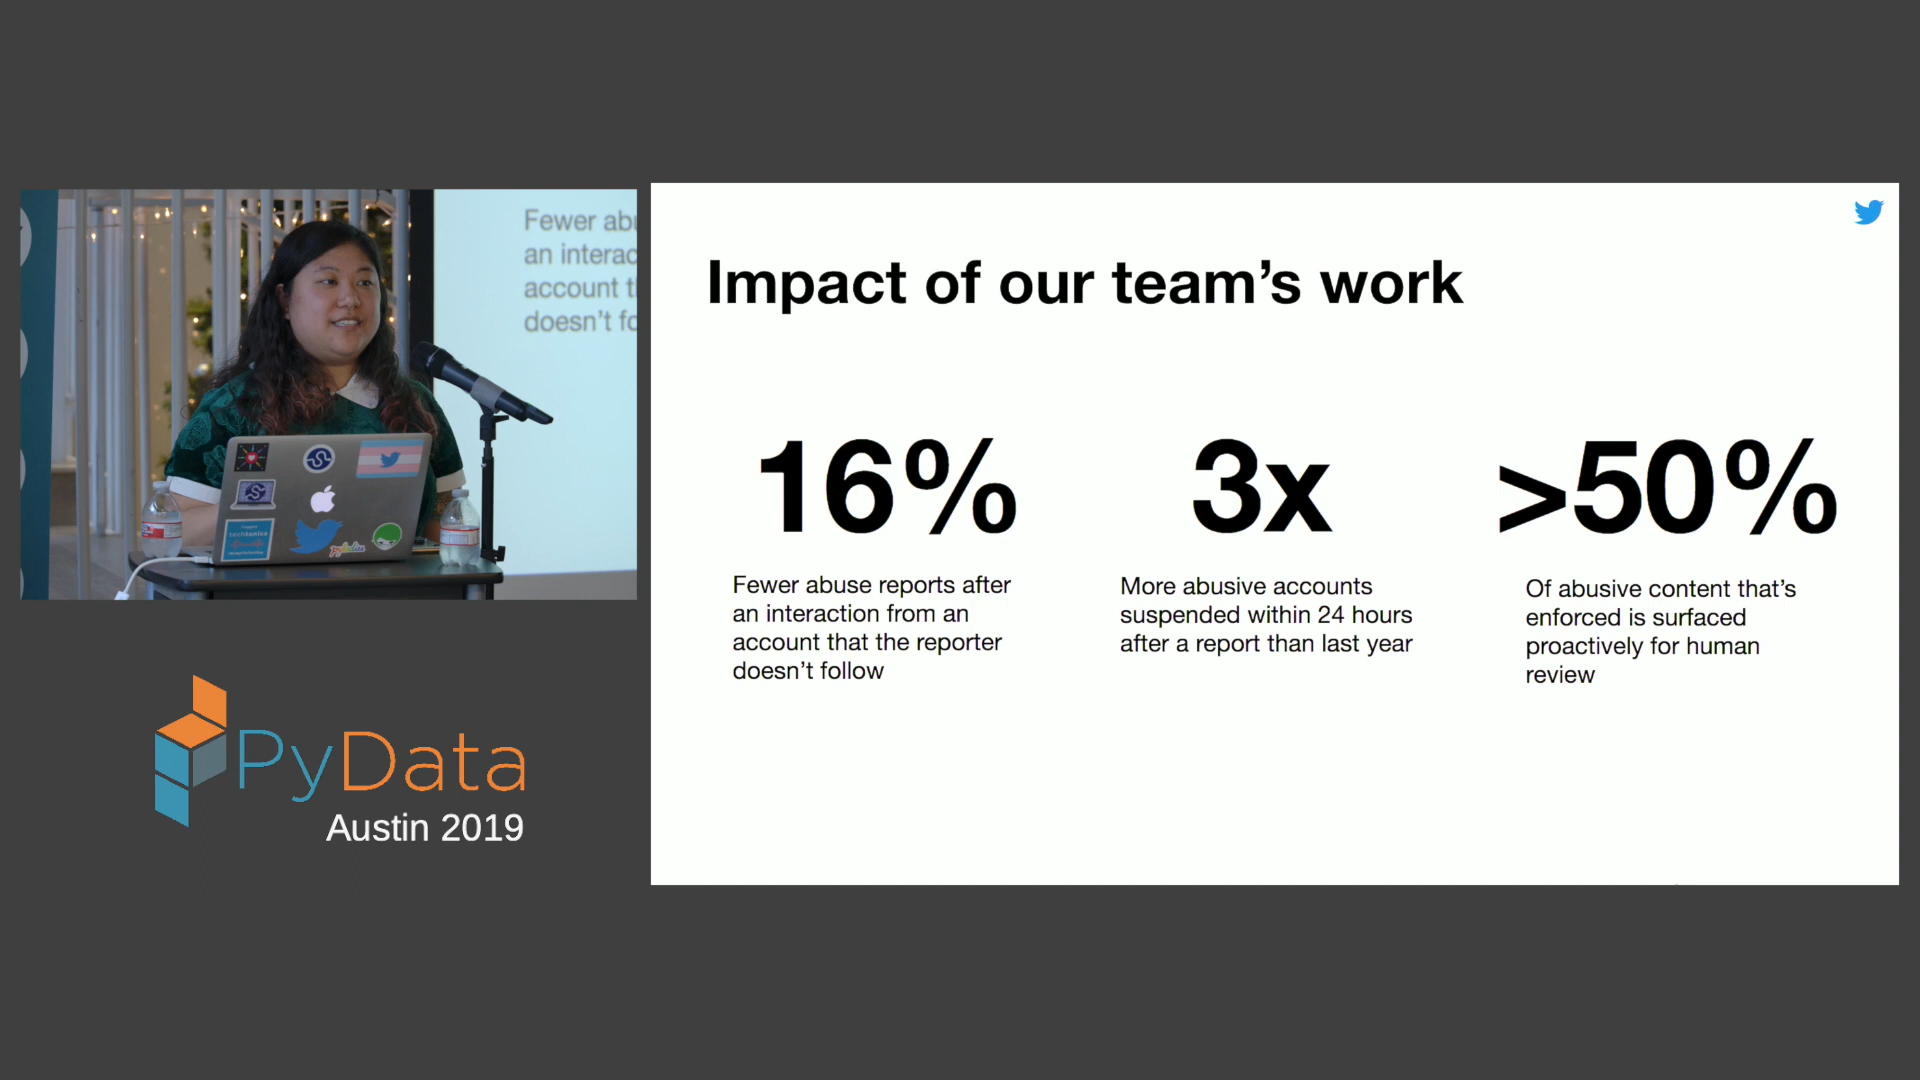 Fewer abu
an interac
account t
doesn't fo
techtonica
PyData
Austin 2019
Impact of our team's work
16%
3x
>50%
Fewer abuse reports after
an interaction from an
account that the reporter
doesn't follow
More abusive accounts
suspended within 24 hours
after a report than last year
Of abusive content that's
enforced is surfaced
proactively for human
review